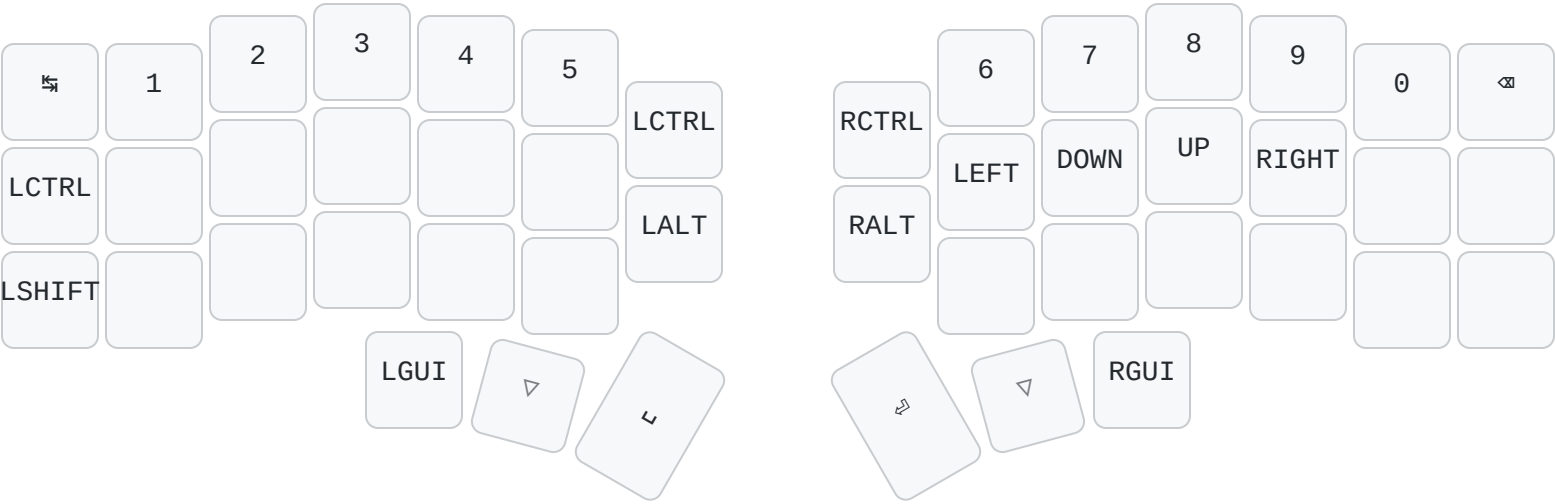 ↹ 1 2 3 4 5 LCTRL RCTRL 6 7 8 9 0 ⌫
LCTRL LALT RALT LEFT DOWN UP RIGHT
LSHIFT
LGUI ▽ ␣ ⏎ ▽ RGUI